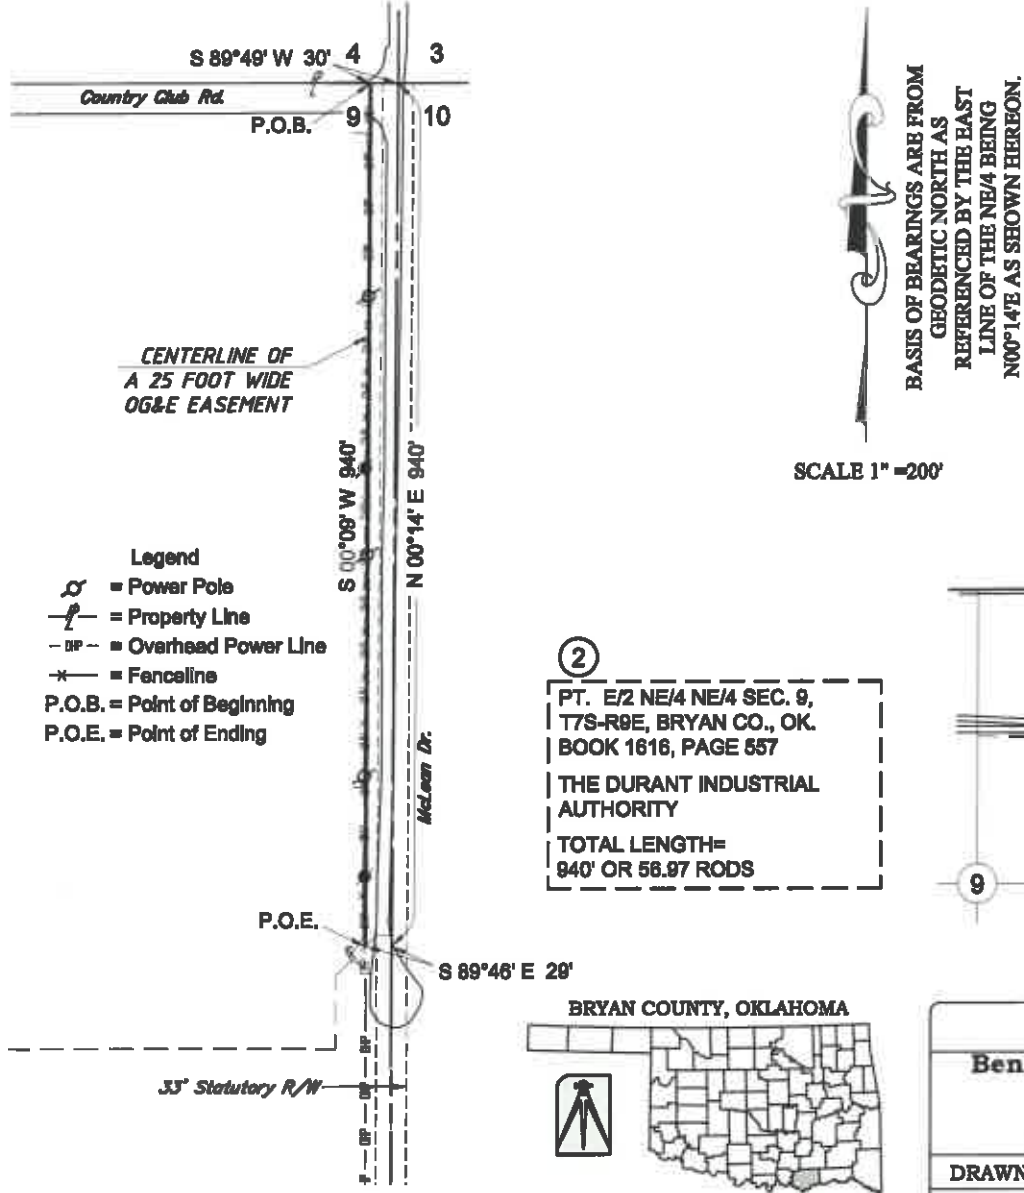 S 89°49' W 30'
4
3
Country Club Rd.
P.O.B.
9
10
CENTERLINE OF
A 25 FOOT WIDE
OG&E EASEMENT
S 00°09' W 940'
N 00°14' E 940'
BASIS OF BEARINGS ARE FROM
GEODETIC NORTH AS
REFERENCED BY THE EAST
LINE OF THE NE/4 BEING
N00°14'E AS SHOWN HEREON.
SCALE 1" =200'
Legend
= Power Pole
= Property Line
OHP = Overhead Power Line
= Fenceline
P.O.B. = Point of Beginning
P.O.E. = Point of Ending
McLean Dr.
2
PT. E/2 NE/4 NE/4 SEC. 9,
T7S-R9E, BRYAN CO., OK.
BOOK 1616, PAGE 557
THE DURANT INDUSTRIAL
AUTHORITY
TOTAL LENGTH=
940' OR 56.97 RODS
9
P.O.E.
S 89°46' E 29'
33' Statutory R/W
OHP
OHP
OHP
BRYAN COUNTY, OKLAHOMA
Ben
DRAWN